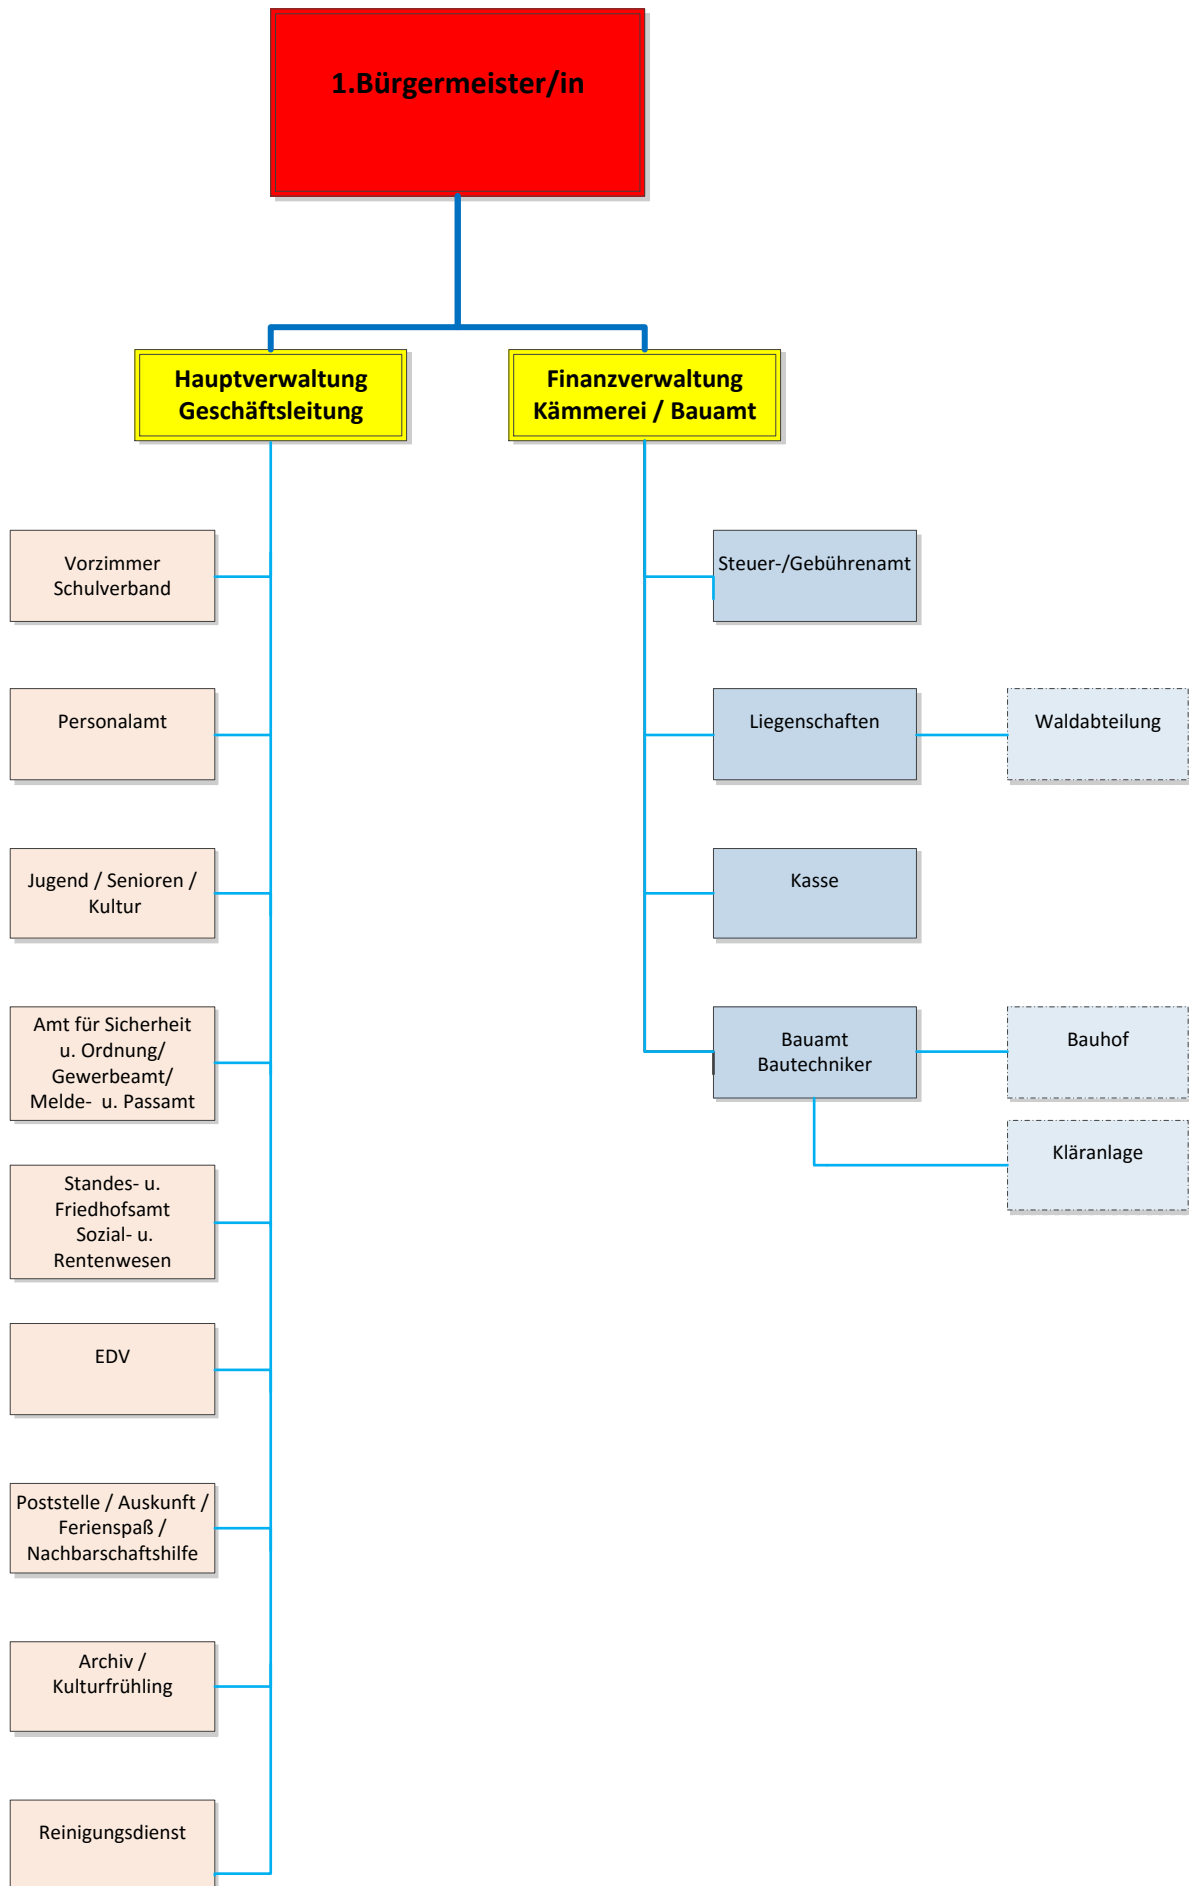 1.Bürgermeister/in
Hauptverwaltung
Geschäftsleitung
Finanzverwaltung
Kämmerei / Bauamt
Vorzimmer
Schulverband
Steuer-/Gebührenamt
Personalamt
Liegenschaften
Waldabteilung
Jugend / Senioren /
Kultur
Kasse
Amt für Sicherheit
u. Ordnung/
Gewerbeamt/
Melde- u. Passamt
Bauamt
Bautechniker
Bauhof
Kläranlage
Standes- u.
Friedhofsamt
Sozial- u.
Rentenwesen
EDV
Poststelle / Auskunft /
Ferienspaß /
Nachbarschaftshilfe
Archiv /
Kulturfrühling
Reinigungsdienst